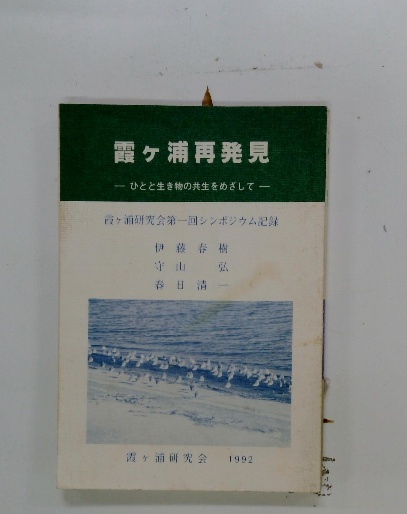 霞ヶ浦再発見
― ひとと生き物の共生をめざして ―
霞ヶ浦研究会第一回シンポジウム記録
伊藤春樹
守山 弘
春日清一
霞ヶ浦研究会 1992